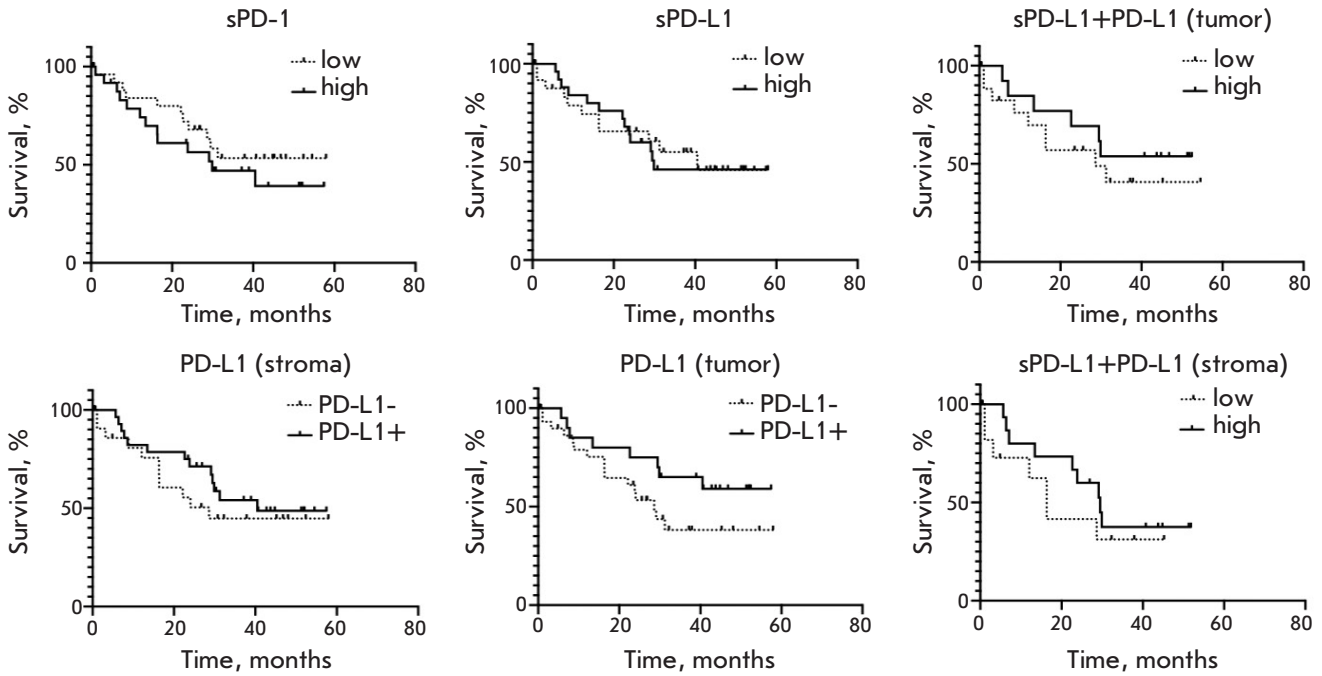 sPD-1
low
high
100
50
0
Survival, %
0 20 40 60 80
Time, months
sPD-L1
low
high
100
50
0
Survival, %
0 20 40 60 80
Time, months
sPD-L1+PD-L1 (tumor)
low
high
100
50
0
Survival, %
0 20 40 60 80
Time, months
PD-L1 (stroma)
PD-L1-
PD-L1+
100
50
0
Survival, %
0 20 40 60 80
Time, months
PD-L1 (tumor)
PD-L1-
PD-L1+
100
50
0
Survival, %
0 20 40 60 80
Time, months
sPD-L1+PD-L1 (stroma)
low
high
100
50
0
Survival, %
0 20 40 60 80
Time, months